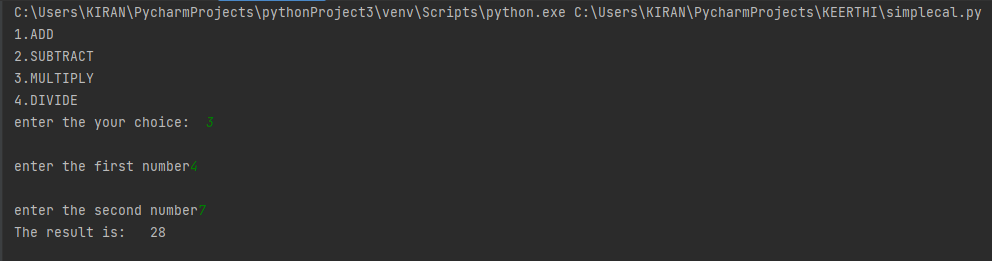 C:\Users\KIRAN\PycharmProjects\pythonProject3\venv\Scripts\python.exe C:\Users\KIRAN\PycharmProjects\KEERTHI\simplecal.py
1.ADD
2.SUBTRACT
3.MULTIPLY
4.DIVIDE
enter the your choice:  3
enter the first number4
enter the second number7
The result is:   28